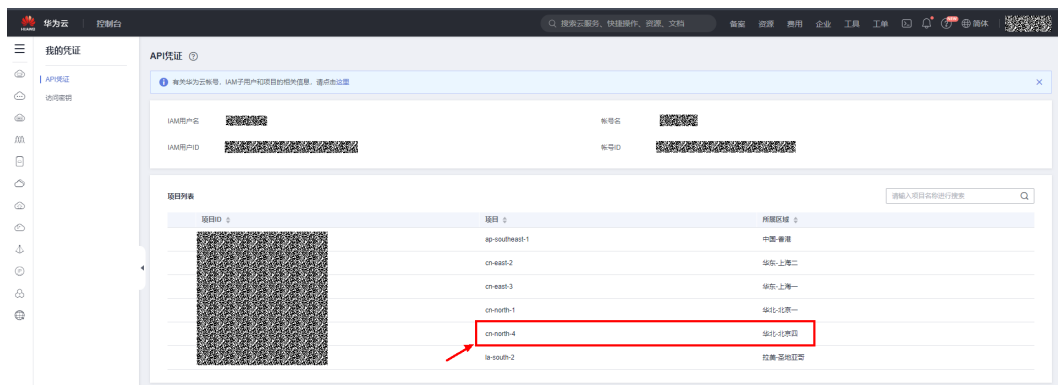 HUAWEI 华为云 控制台 搜索云服务、快捷操作、资源、文档 备案 资源 费用 企业 工具 工单 简体
我的凭证
API凭证
访问密钥
API凭证
有关华为云帐号、IAM子用户和项目的相关信息，请点击这里
IAM用户名 帐号名
IAM用户ID 帐号ID
项目列表 请输入项目名称进行搜索
项目ID 项目 所属区域
ap-southeast-1 中国-香港
cn-east-2 华东-上海二
cn-east-3 华东-上海一
cn-north-1 华北-北京一
cn-north-4 华北-北京四
la-south-2 拉美-圣地亚哥